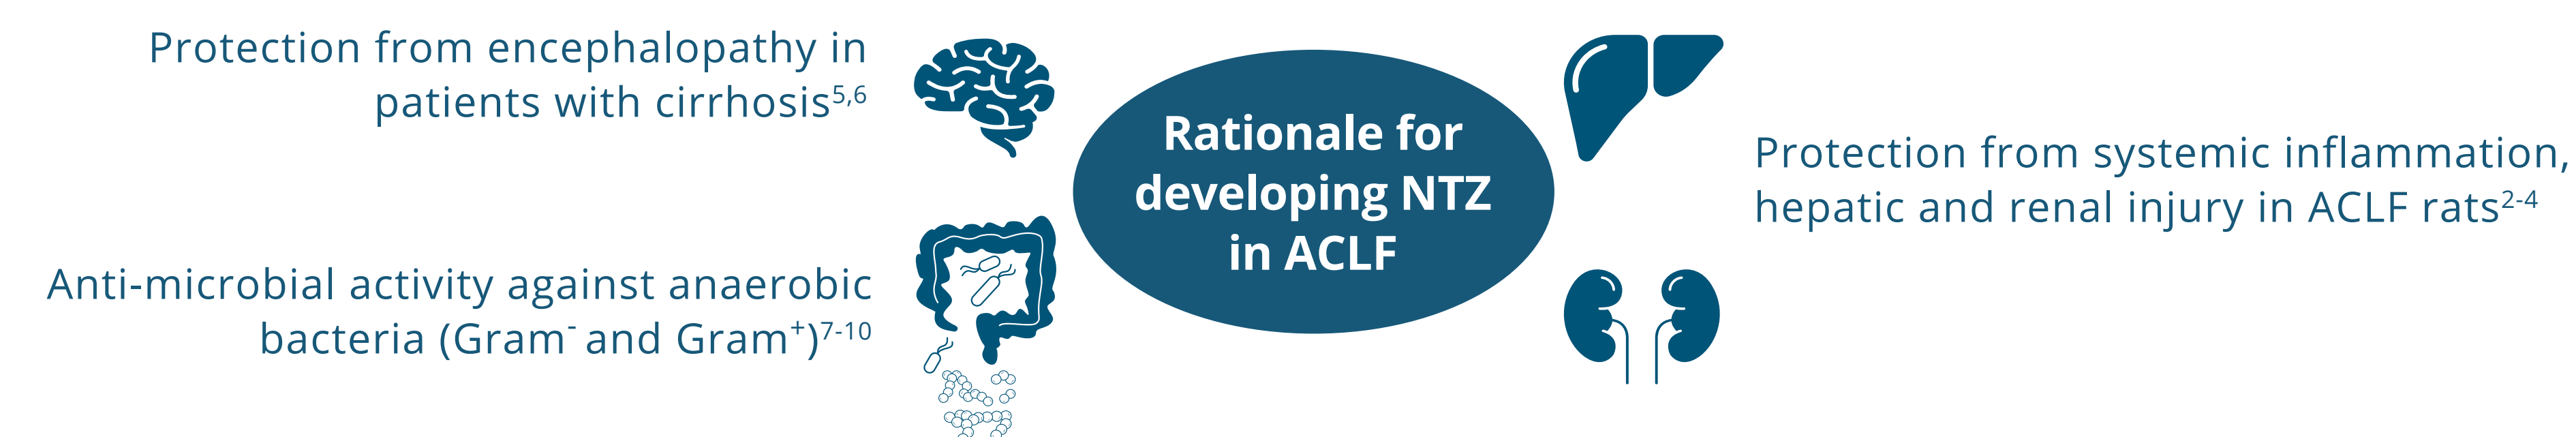 Protection from encephalopathy in
patients with cirrhosis⁵,⁶
Anti-microbial activity against anaerobic
bacteria (Gram⁻ and Gram⁺)⁷⁻¹⁰
Rationale for
developing NTZ
in ACLF
Protection from systemic inflammation,
hepatic and renal injury in ACLF rats²⁻⁴